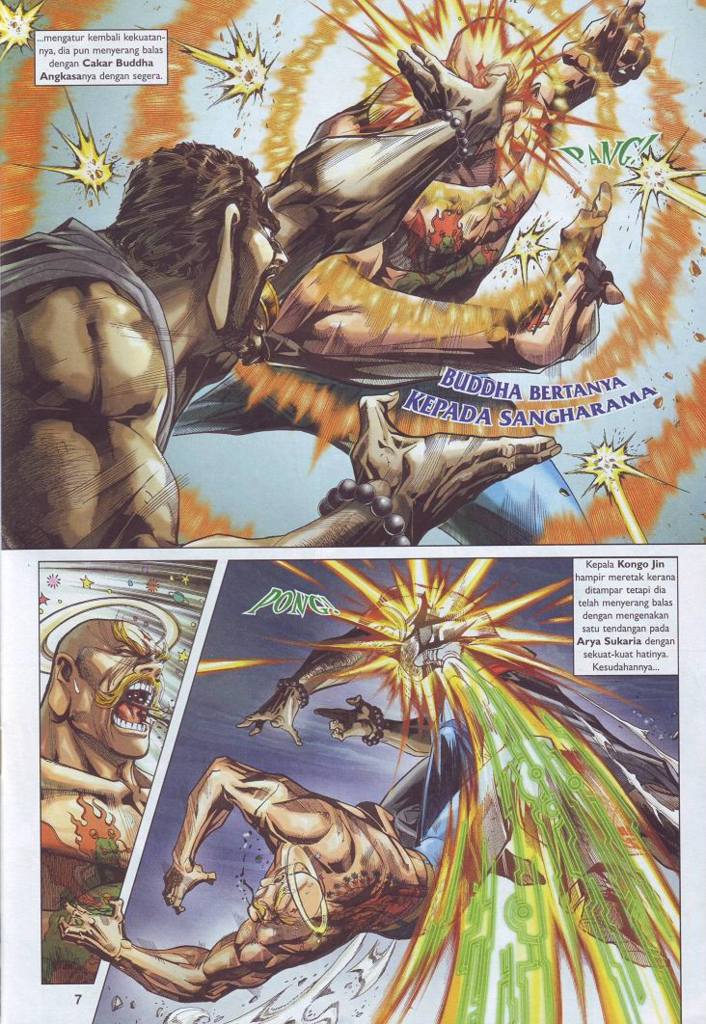 ...mengatur kembali kekuatan-
nya, dia pun menyerang balas
dengan Cakar Buddha
Angkasanya dengan segera.
PANG!
BUDDHA BERTANYA
KEPADA SANGHARAMA
PONG!
Kepala Kongo Jin
hampir meretak kerana
ditampar tetapi dia
telah menyerang balas
dengan mengenakan
satu tendangan pada
Arya Sukaria dengan
sekuat-kuat hatinya.
Kesudahannya...
7